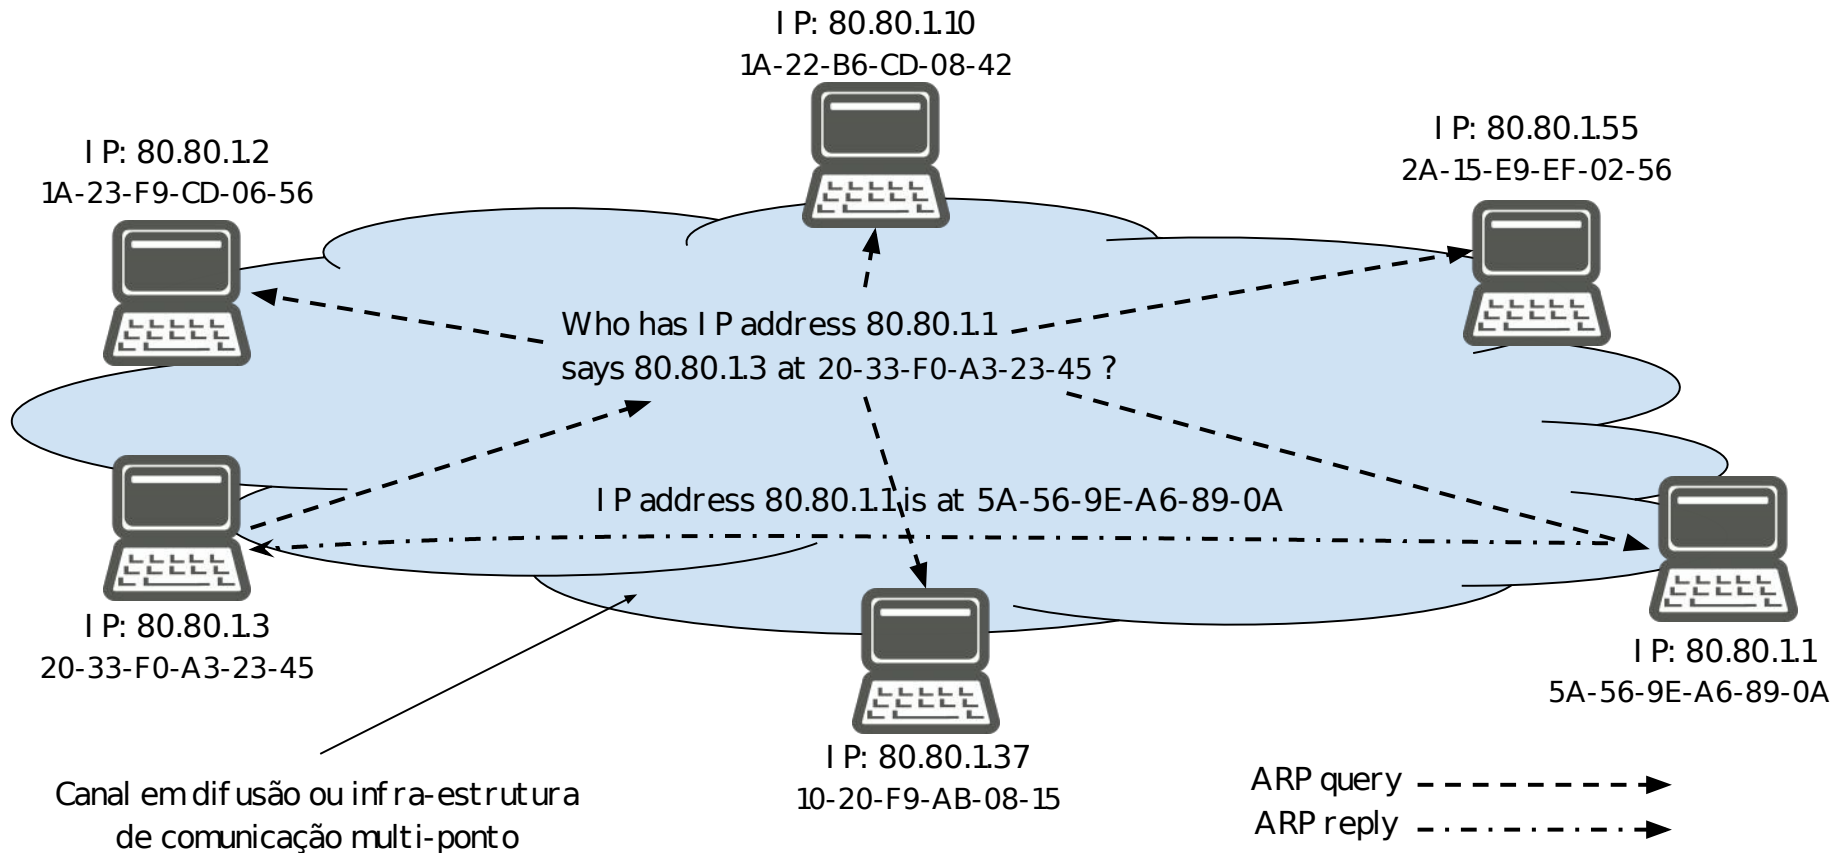 IP: 80.80.1.10
1A-22-B6-CD-08-42
IP: 80.80.1.55
2A-15-E9-EF-02-56
IP: 80.80.1.2
1A-23-F9-CD-06-56
Who has IP address 80.80.1.1
says 80.80.1.3 at 20-33-F0-A3-23-45 ?
IP address 80.80.1.1 is at 5A-56-9E-A6-89-0A
IP: 80.80.1.3
20-33-F0-A3-23-45
IP: 80.80.1.1
5A-56-9E-A6-89-0A
IP: 80.80.1.37
10-20-F9-AB-08-15
Canal em difusão ou infra-estrutura
de comunicação multi-ponto
ARP query
ARP reply